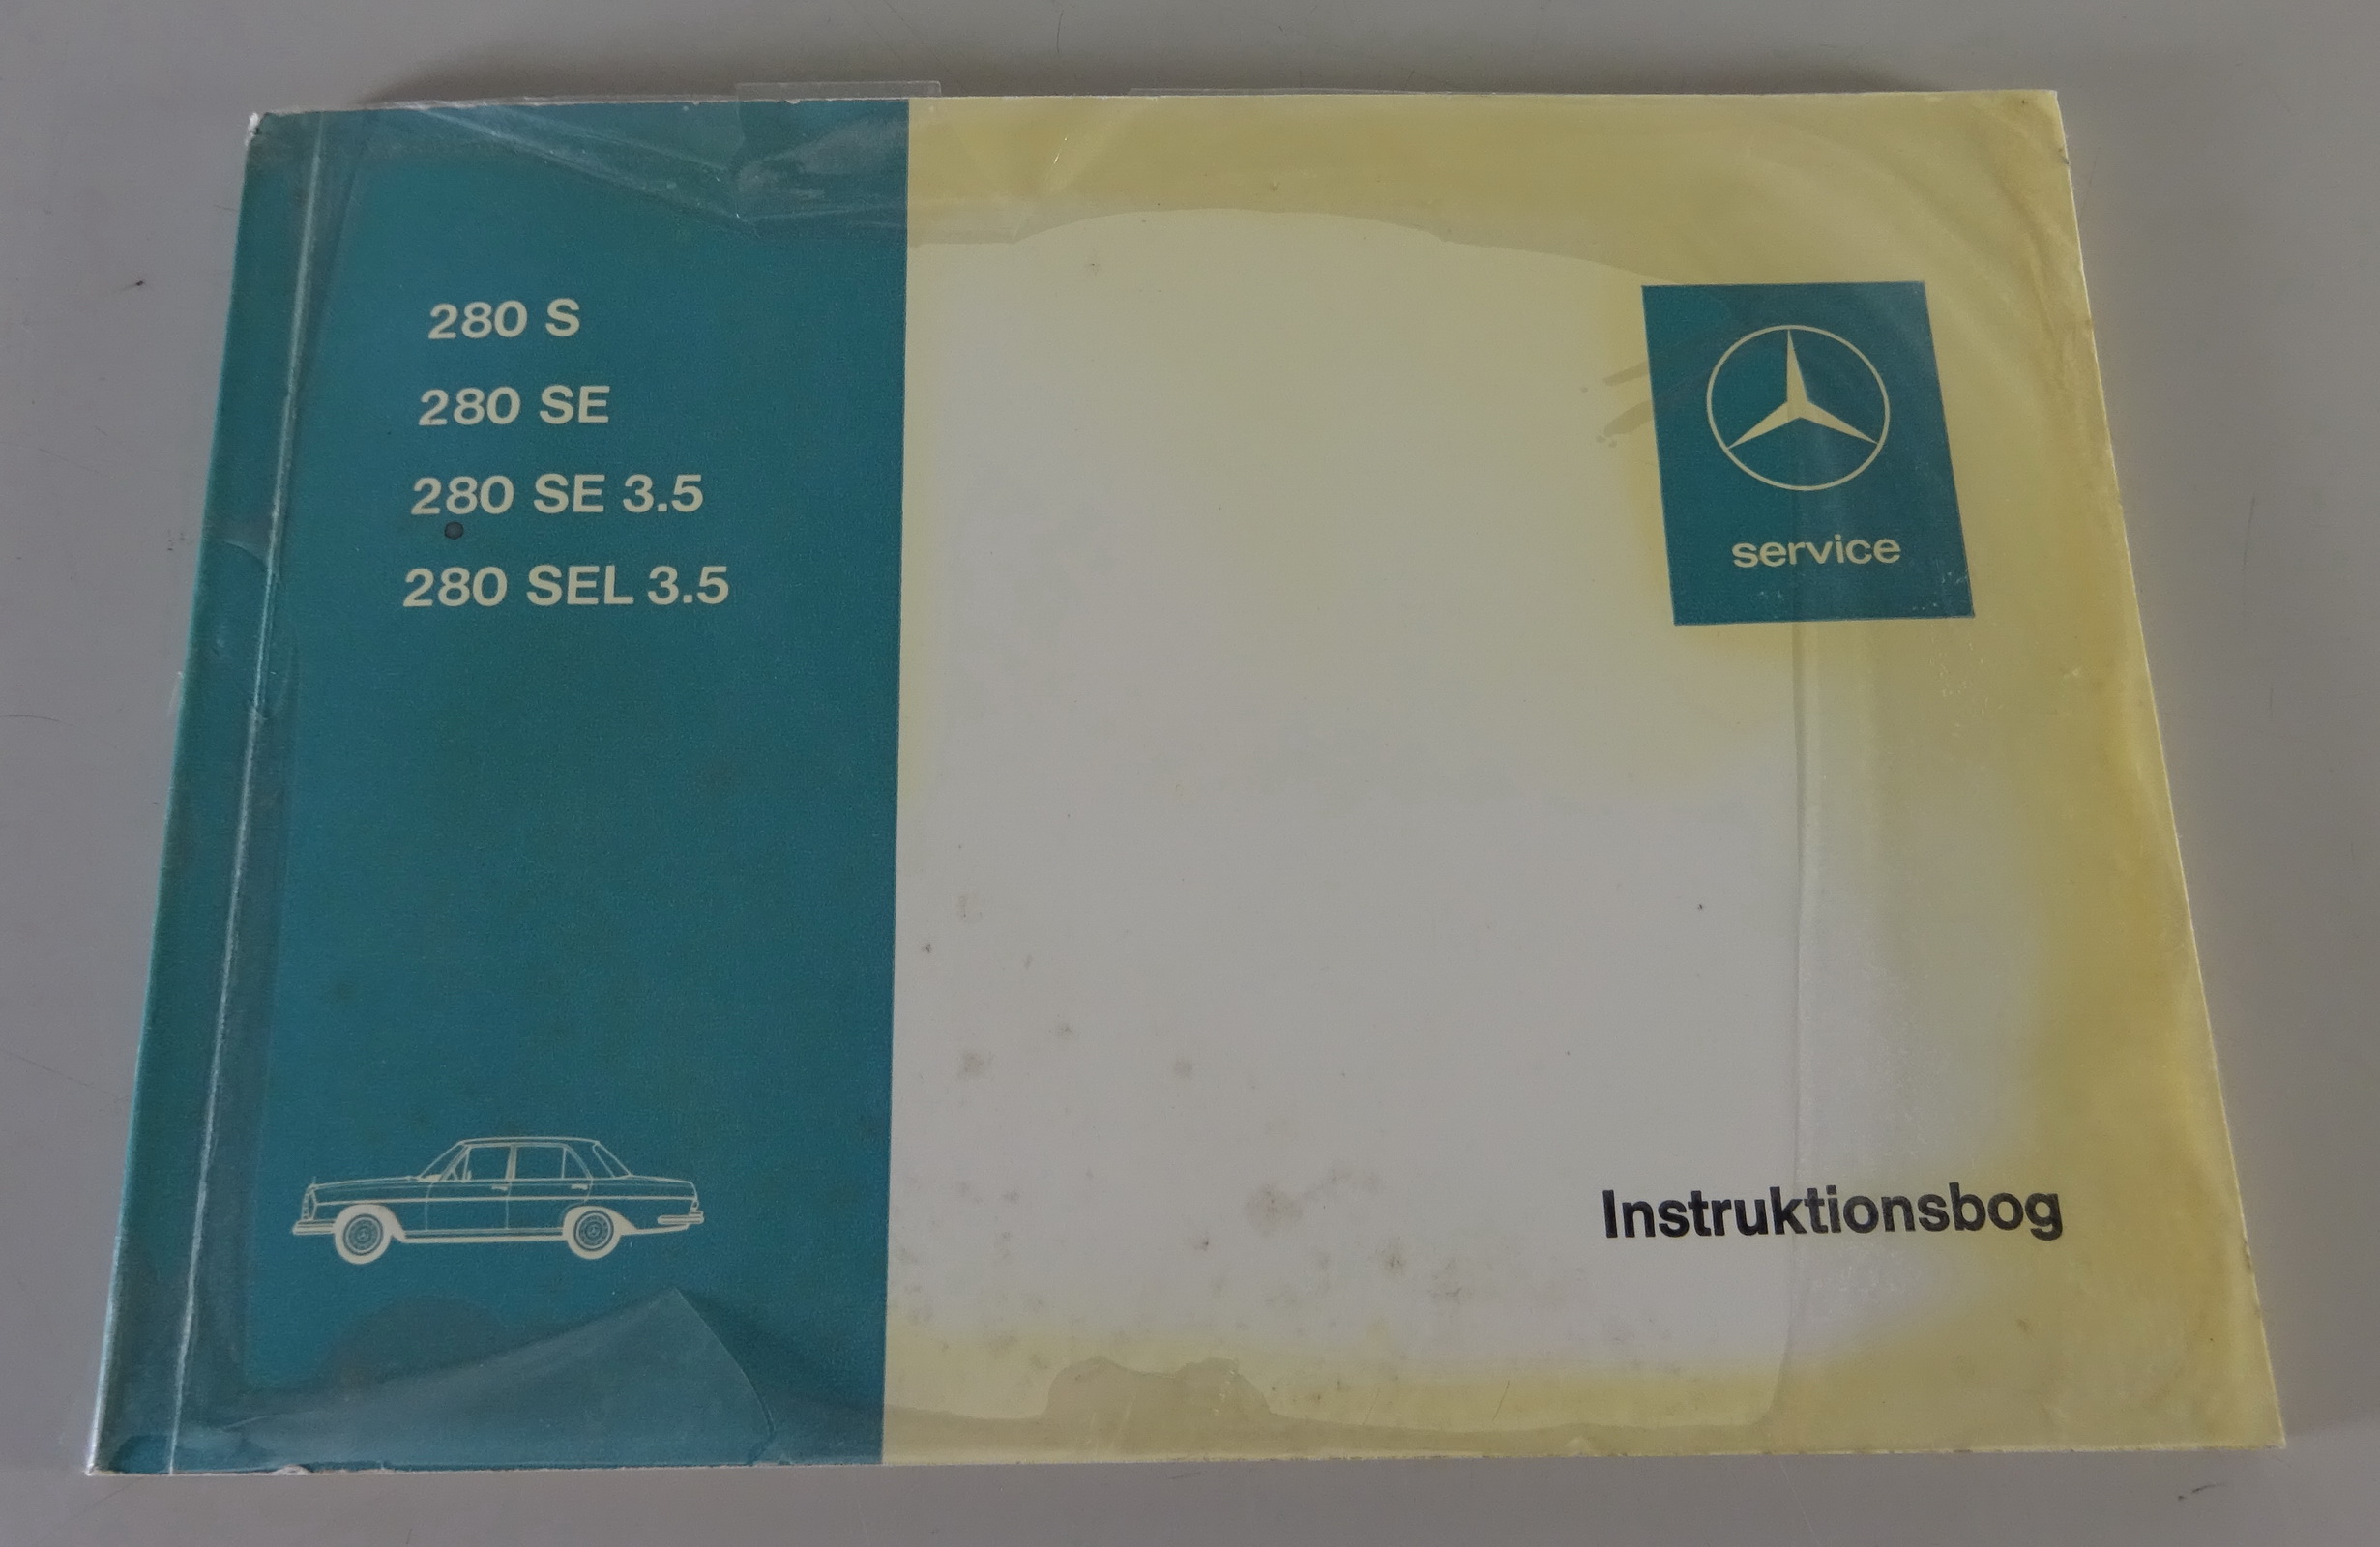 280 S
280 SE
280 SE 3.5
280 SEL 3.5
service
Instruktionsbog